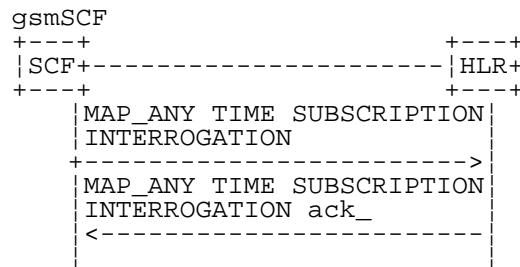 gsmSCF
SCF HLR
MAP_ANY TIME SUBSCRIPTION
INTERROGATION
MAP_ANY TIME SUBSCRIPTION
INTERROGATION ack_